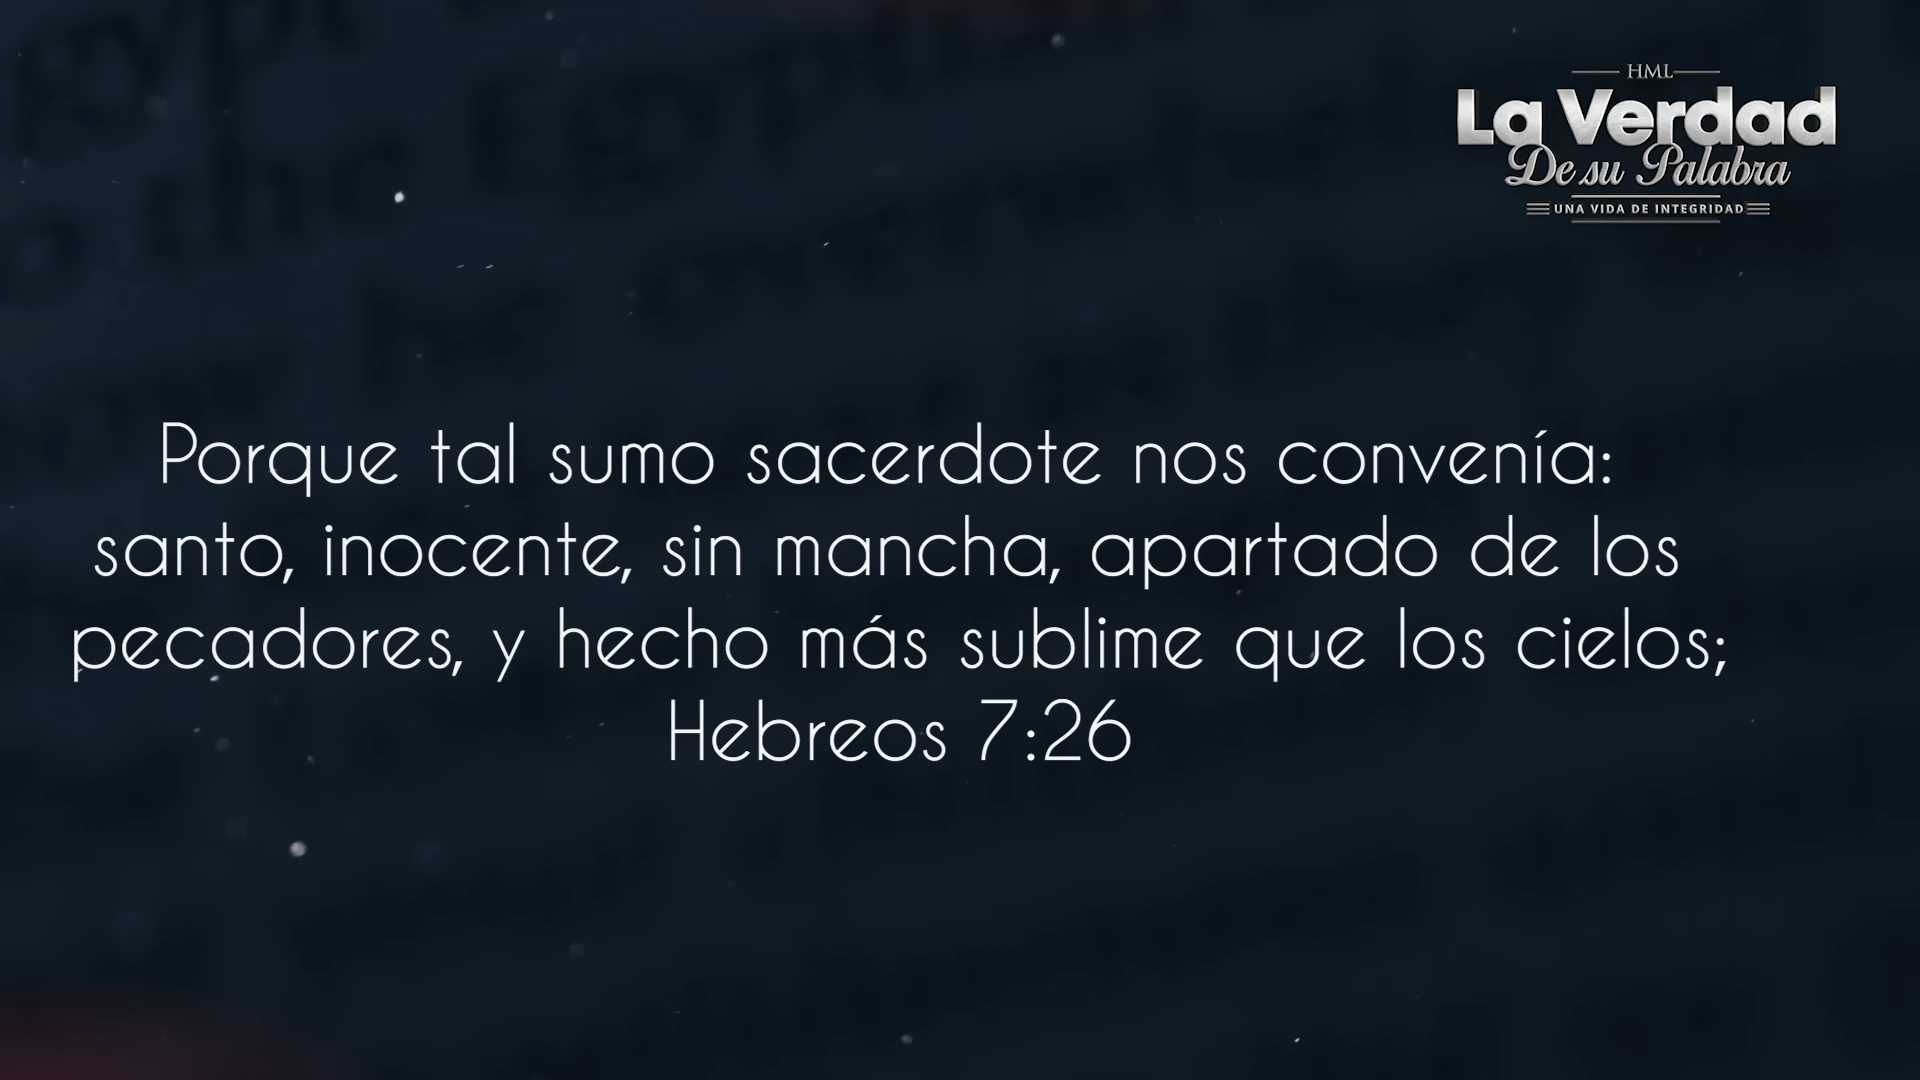 HML
La Verdad
De su Palabra
UNA VIDA DE INTEGRIDAD
Porque tal sumo sacerdote nos convenía:
santo, inocente, sin mancha, apartado de los
pecadores, y hecho más sublime que los cielos;
Hebreos 7:26